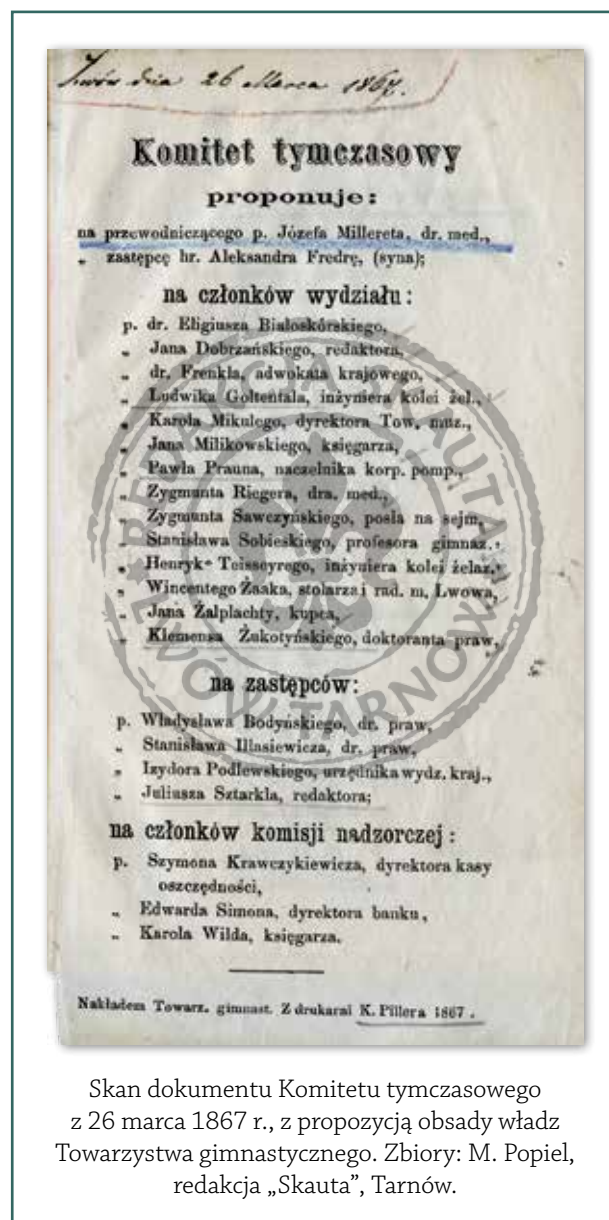 Lwów dnia 26 Marca 1867.
Komitet tymczasowy
proponuje:
na przewodniczącego p. Józefa Millereta, dr. med.,
„ zastępcę hr. Aleksandra Fredrę, (syna);
na członków wydziału:
p. dr. Eligiusza Białoskórskiego,
„ Jana Dobrzańskiego, redaktora,
„ dr. Frenkla, adwokata krajowego,
„ Ludwika Goltentala, inżyniera kolei żel.,
„ Karola Mikulego, dyrektora Tow. muz.,
„ Jana Milikowskiego, księgarza,
„ Pawła Prauna, naczelnika korp. pomp.,
„ Zygmunta Riegera, dra. med.,
„ Zygmunta Sawczyńskiego, posła na sejm,
„ Stanisława Sobieskiego, profesora gimnaz.,
„ Henryka Teisseyrego, inżyniera kolei żelaz.,
„ Wincentego Żaaka, stolarza i rad. m. Lwowa,
„ Jana Żalplachty, kupca,
„ Klemensa Żukotyńskiego, doktoranta praw,
na zastępców:
p. Władysława Bodyńskiego, dr. praw,
„ Stanisława Illasiewicza, dr. praw,
„ Izydora Podlewskiego, urzędnika wydz. kraj.,
„ Juliusza Sztarkla, redaktora;
na członków komisji nadzorczej:
p. Szymona Krawczykiewicza, dyrektora kasy
oszczędności,
„ Edwarda Simona, dyrektora banku,
„ Karola Wilda, księgarza.
Nakładem Towarz. gimnast. Z drukarni K. Pillera 1867.
REDAKCJA SKAUTA
LWÓW I TARNÓW
Skan dokumentu Komitetu tymczasowego
z 26 marca 1867 r., z propozycją obsady władz
Towarzystwa gimnastycznego. Zbiory: M. Popiel,
redakcja „Skauta”, Tarnów.